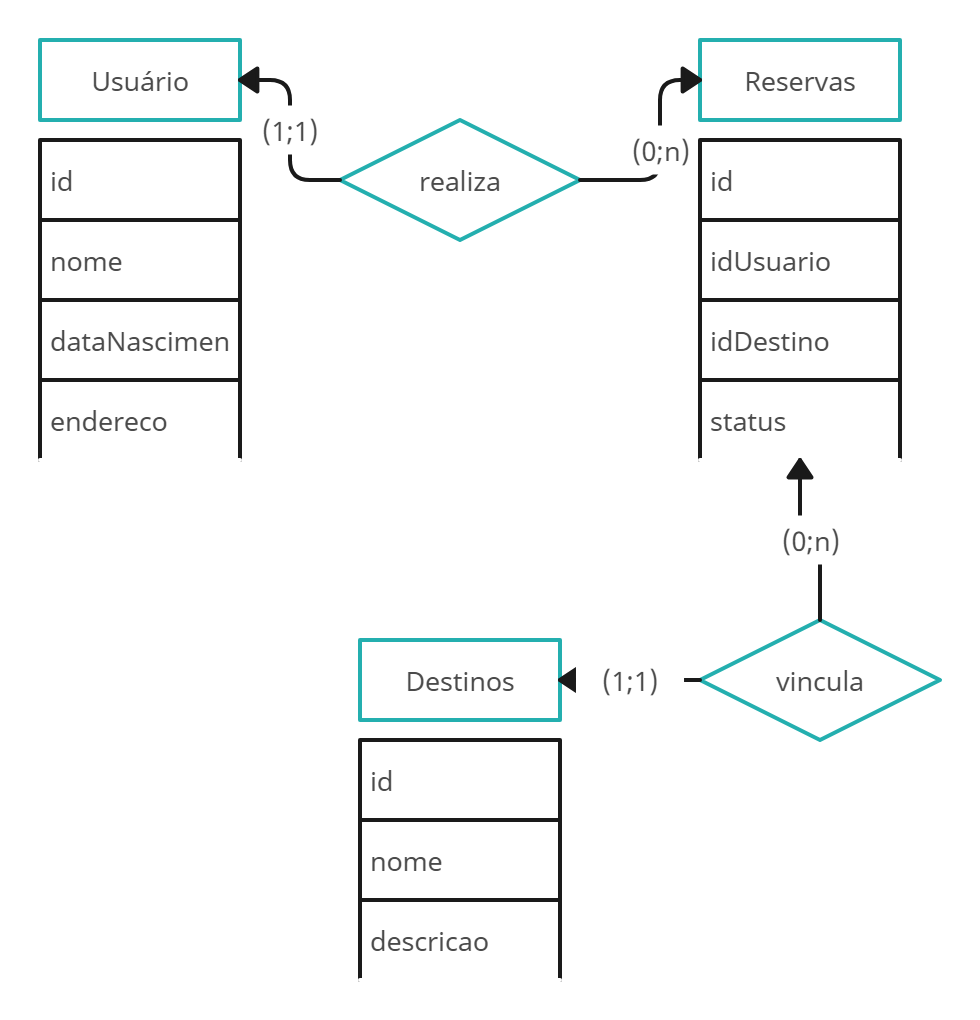 Usuário
Reservas
(1;1)
(0;n)
realiza
id
nome
dataNascimen
endereco
id
idUsuario
idDestino
status
(0;n)
Destinos
(1;1)
vincula
id
nome
descricao